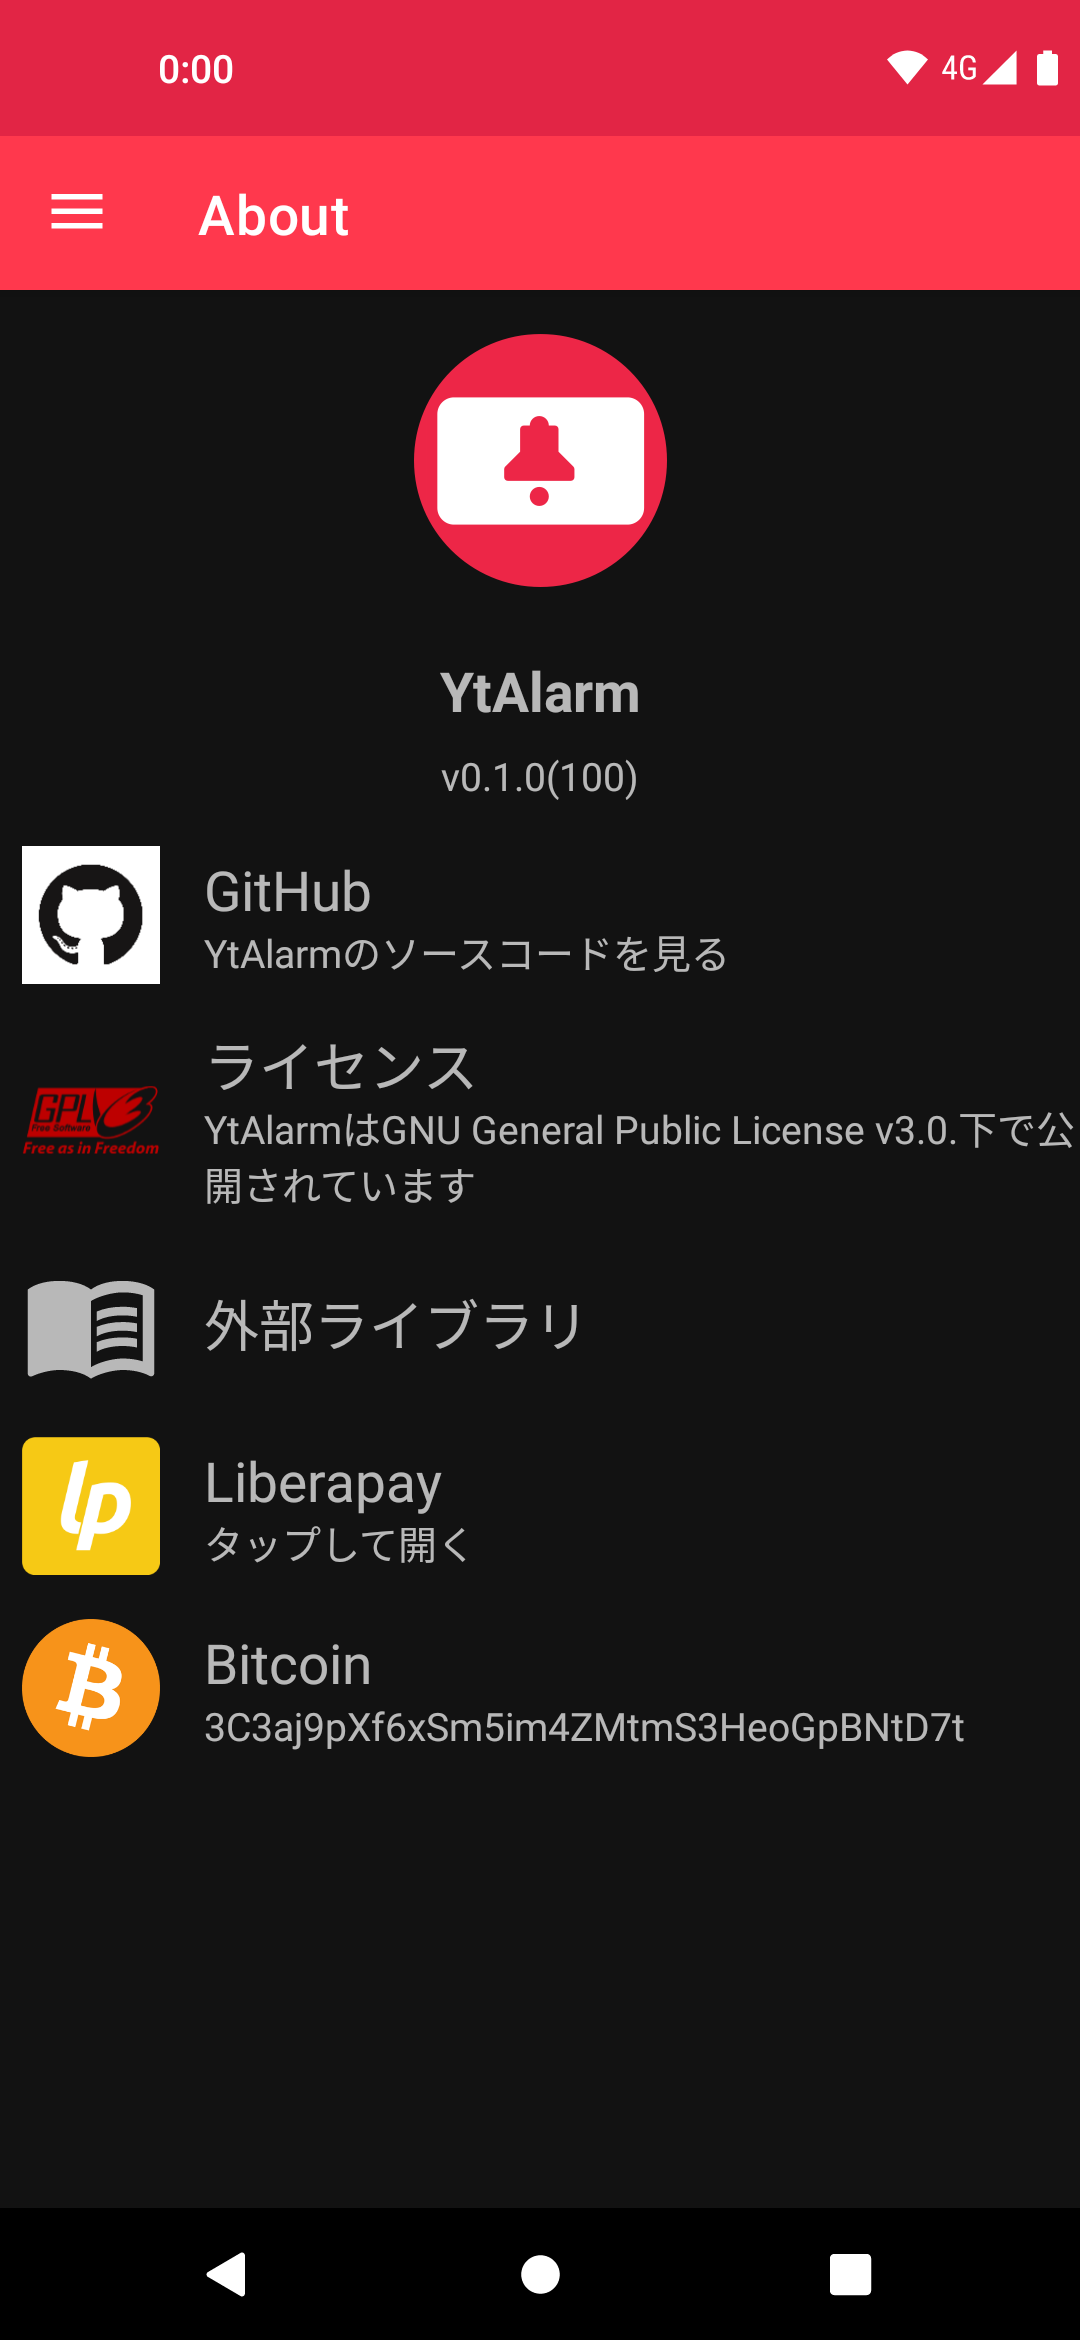 0:00
4G
About
YtAlarm
v0.1.0(100)
GitHub
YtAlarmのソースコードを見る
ライセンス
GPLv3
Free Software
Free as in Freedom
YtAlarmはGNU General Public License v3.0.下で公
開されています
外部ライブラリ
lp
Liberapay
タップして開く
Bitcoin
3C3aj9pXf6xSm5im4ZMtmS3HeoGpBNtD7t